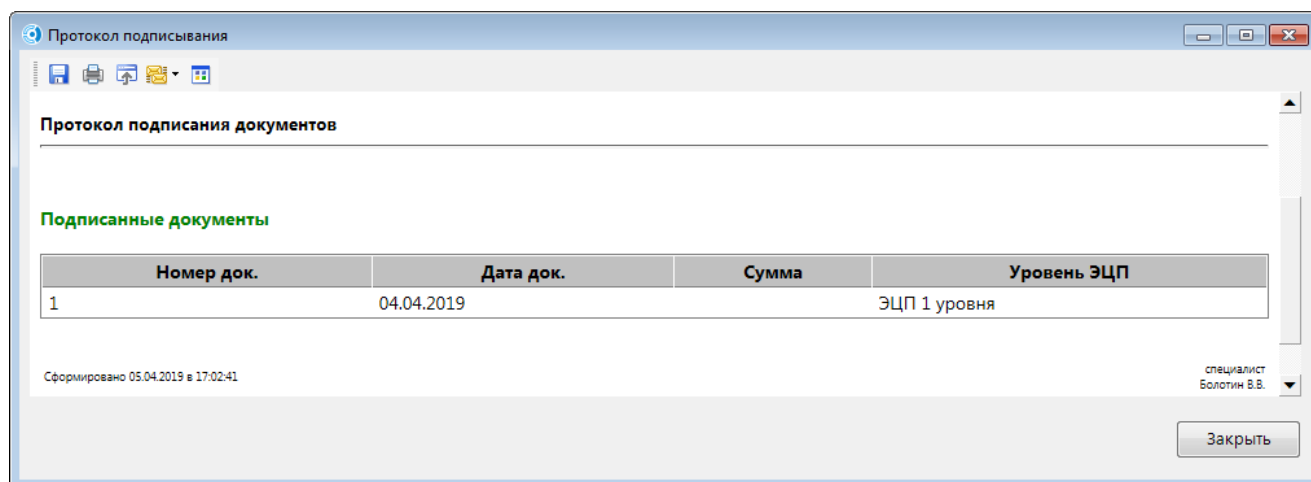 Протокол подписывания
Протокол подписания документов
Подписанные документы
Номер док. Дата док. Сумма Уровень ЭЦП
1 04.04.2019 ЭЦП 1 уровня
Сформировано 05.04.2019 в 17:02:41
специалист
Болотин В.В.
Закрыть